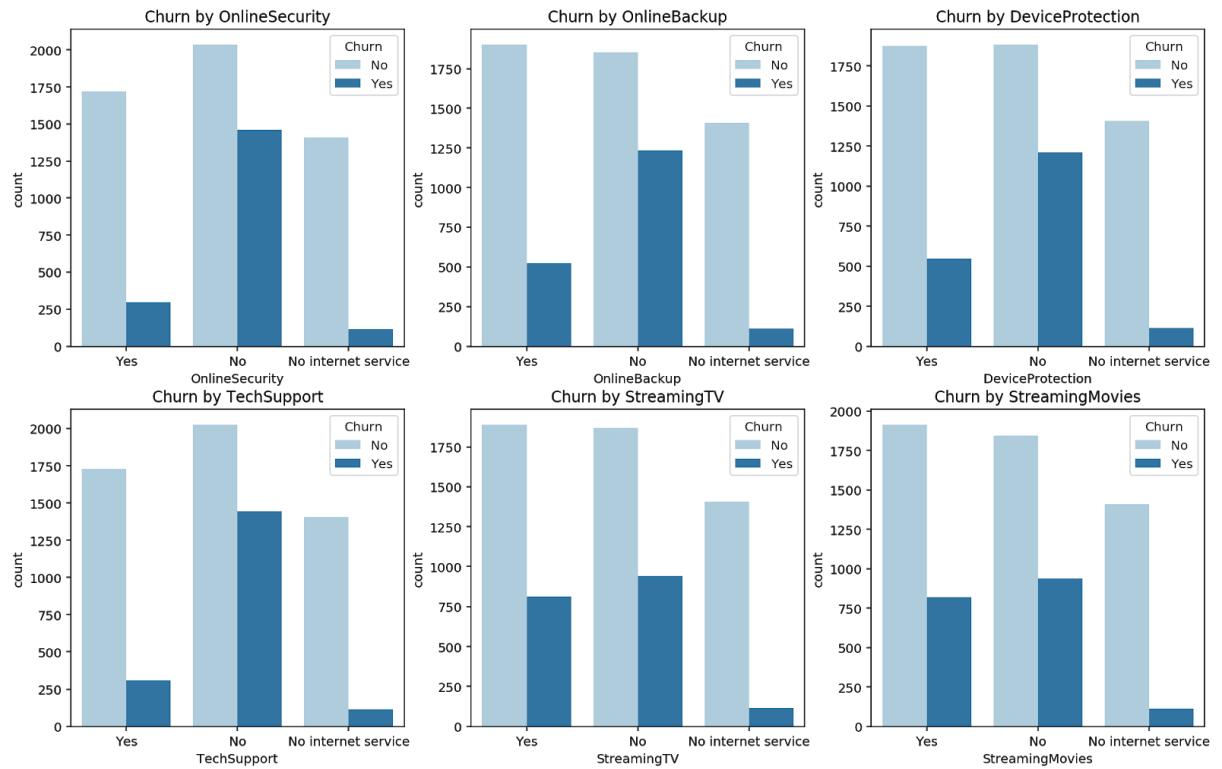 Churn by OnlineSecurity
Churn
No
Yes
2000
1750
1500
1250
1000
750
500
250
0
count
Yes No No internet service
OnlineSecurity
Churn by OnlineBackup
Churn
No
Yes
1750
1500
1250
1000
750
500
250
0
count
Yes No No internet service
OnlineBackup
Churn by DeviceProtection
Churn
No
Yes
1750
1500
1250
1000
750
500
250
0
count
Yes No No internet service
DeviceProtection
Churn by TechSupport
Churn
No
Yes
2000
1750
1500
1250
1000
750
500
250
0
count
Yes No No internet service
TechSupport
Churn by StreamingTV
Churn
No
Yes
1750
1500
1250
1000
750
500
250
0
count
Yes No No internet service
StreamingTV
Churn by StreamingMovies
Churn
No
Yes
2000
1750
1500
1250
1000
750
500
250
0
count
Yes No No internet service
StreamingMovies